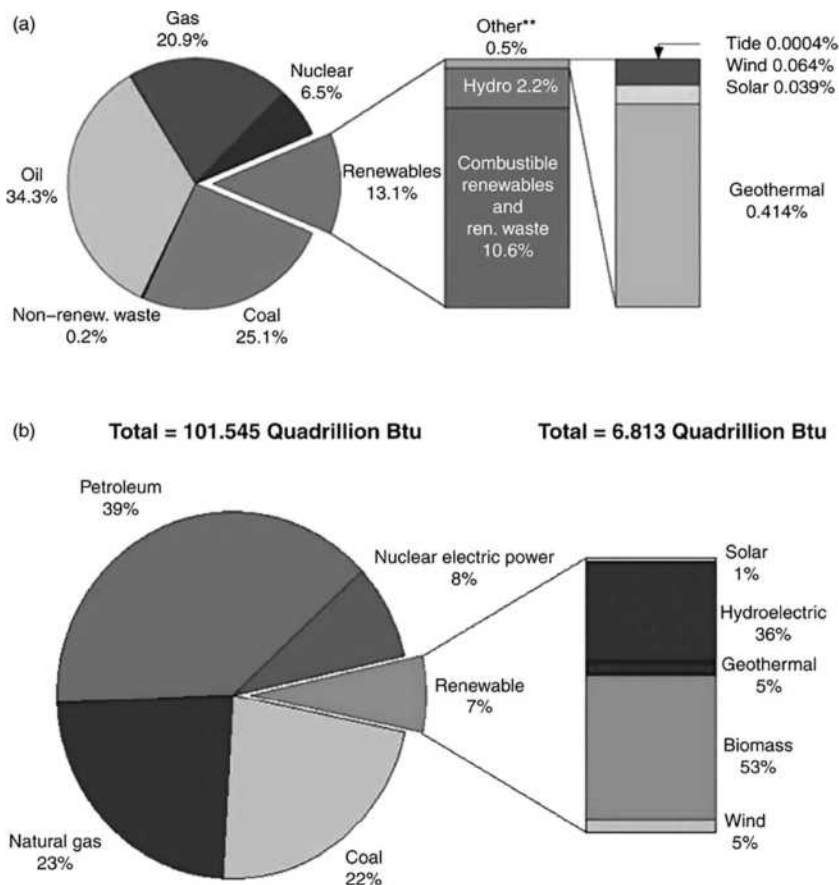 (a)
Gas
20.9%
Nuclear
6.5%
Oil
34.3%
Renewables
13.1%
Non–renew. waste
0.2%
Coal
25.1%
Other**
0.5%
Hydro 2.2%
Combustible
renewables
and
ren. waste
10.6%
Tide 0.0004%
Wind 0.064%
Solar 0.039%
Geothermal
0.414%
(b)
Total = 101.545 Quadrillion Btu
Total = 6.813 Quadrillion Btu
Petroleum
39%
Nuclear electric power
8%
Renewable
7%
Natural gas
23%
Coal
22%
Solar
1%
Hydroelectric
36%
Geothermal
5%
Biomass
53%
Wind
5%